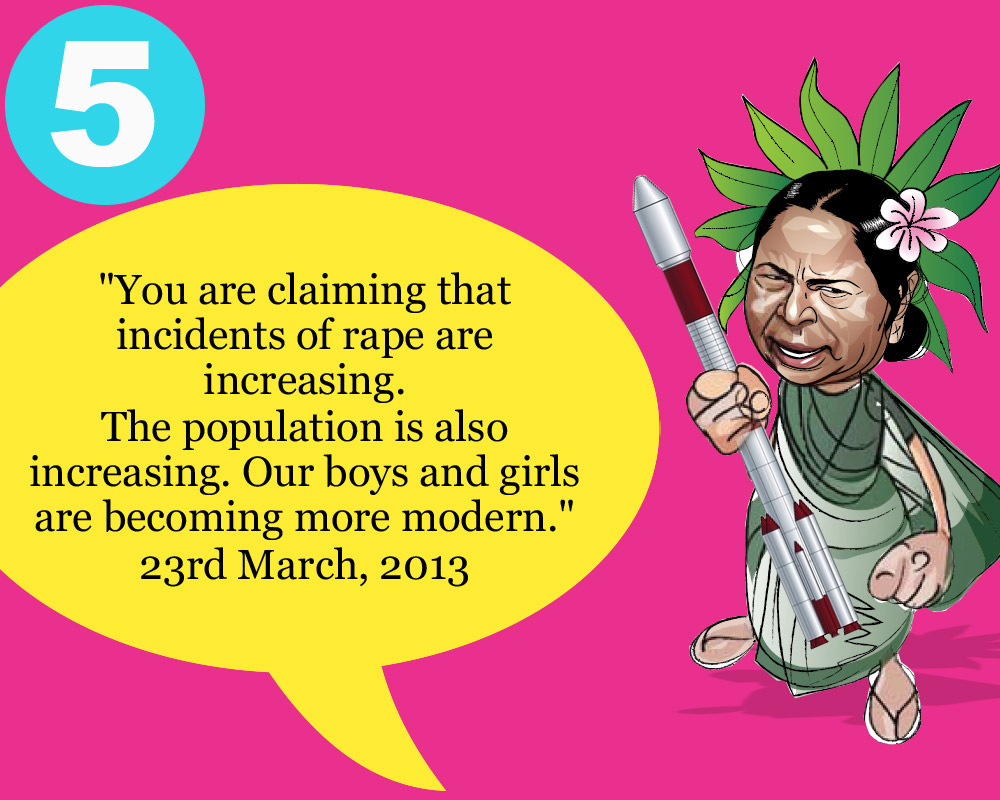 5
"You are claiming that
incidents of rape are
increasing.
The population is also
increasing. Our boys and girls
are becoming more modern."
23rd March, 2013